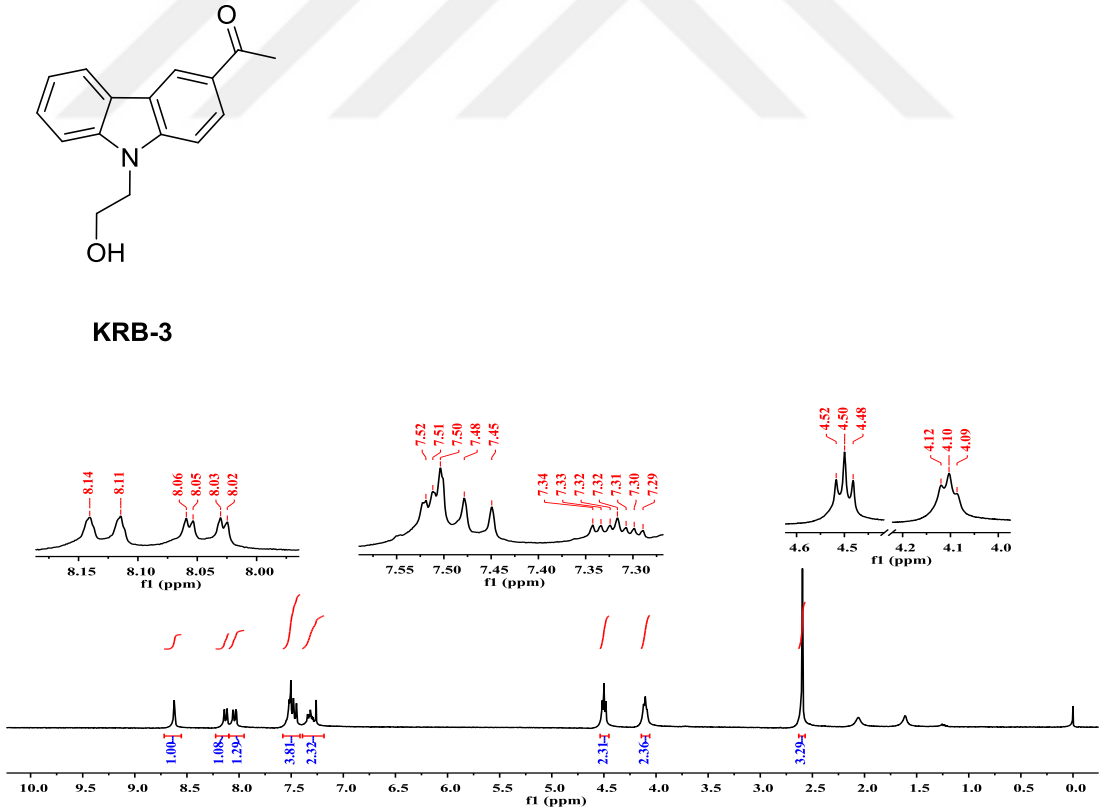 O
N
OH
KRB-3
8.14 8.11 8.06 8.05 8.03 8.02
8.15 8.10 8.05 8.00
f1 (ppm)
7.52 7.51 7.50 7.48 7.45 7.34 7.33 7.32 7.32 7.31 7.30 7.29
7.55 7.50 7.45 7.40 7.35 7.30
f1 (ppm)
4.52 4.50 4.48 4.12 4.10 4.09
4.6 4.5 4.2 4.1 4.0
f1 (ppm)
1.00 1.08 1.29 3.81 2.32 2.31 2.36 3.29
10.0 9.5 9.0 8.5 8.0 7.5 7.0 6.5 6.0 5.5 5.0 4.5 4.0 3.5 3.0 2.5 2.0 1.5 1.0 0.5 0.0
f1 (ppm)